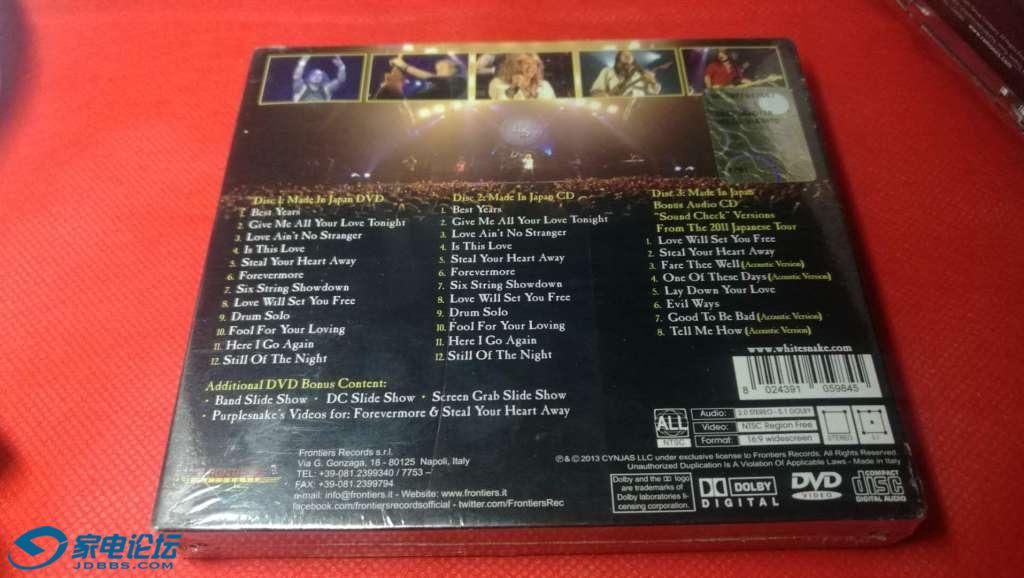 Disc 1: Made In Japan DVD
1. Best Years
2. Give Me All Your Love Tonight
3. Love Ain't No Stranger
4. Is This Love
5. Steal Your Heart Away
6. Forevermore
7. Six String Showdown
8. Love Will Set You Free
9. Drum Solo
10. Fool For Your Loving
11. Here I Go Again
12. Still Of The Night
Disc 2: Made In Japan CD
1. Best Years
2. Give Me All Your Love Tonight
3. Love Ain't No Stranger
4. Is This Love
5. Steal Your Heart Away
6. Forevermore
7. Six String Showdown
8. Love Will Set You Free
9. Drum Solo
10. Fool For Your Loving
11. Here I Go Again
12. Still Of The Night
Disc 3: Made In Japan
Bonus Audio CD
"Sound Check" Versions
From The 2011 Japanese Tour
1. Love Will Set You Free
2. Steal Your Heart Away
3. Fare Thee Well (Acoustic Version)
4. One Of These Days (Acoustic Version)
5. Lay Down Your Love
6. Evil Ways
7. Good To Be Bad (Acoustic Version)
8. Tell Me How (Acoustic Version)
www.whitesnake.com
8 024391 059845
Additional DVD Bonus Content:
· Band Slide Show · DC Slide Show · Screen Grab Slide Show
· Purplesnake's Videos for: Forevermore & Steal Your Heart Away
ALL
NTSC
Audio: 2.0 STEREO - 5.1 DOLBY
Video: NTSC Region Free
Format: 16:9 widescreen
STEREO
5.1
Frontiers Records s.r.l.
Via G. Gonzaga, 18 - 80125 Napoli, Italy
TEL: +39-081.2399340 / 7753 –
FAX: +39-081.2399794
e-mail: info@frontiers.it - Website: www.frontiers.it
facebook.com/frontiersrecordsofficial - twitter.com/FrontiersRec
℗ & © 2013 CYNJAS LLC under exclusive license to Frontiers Records. All Rights Reserved.
Unauthorized Duplication Is A Violation Of Applicable Laws - Made in Italy
Dolby and the DD logo
are trademarks of
Dolby laboratories li-
censing corporation.
DOLBY
DIGITAL
DVD
VIDEO
COMPACT
disc
DIGITAL AUDIO
家电论坛
JDBBS.COM